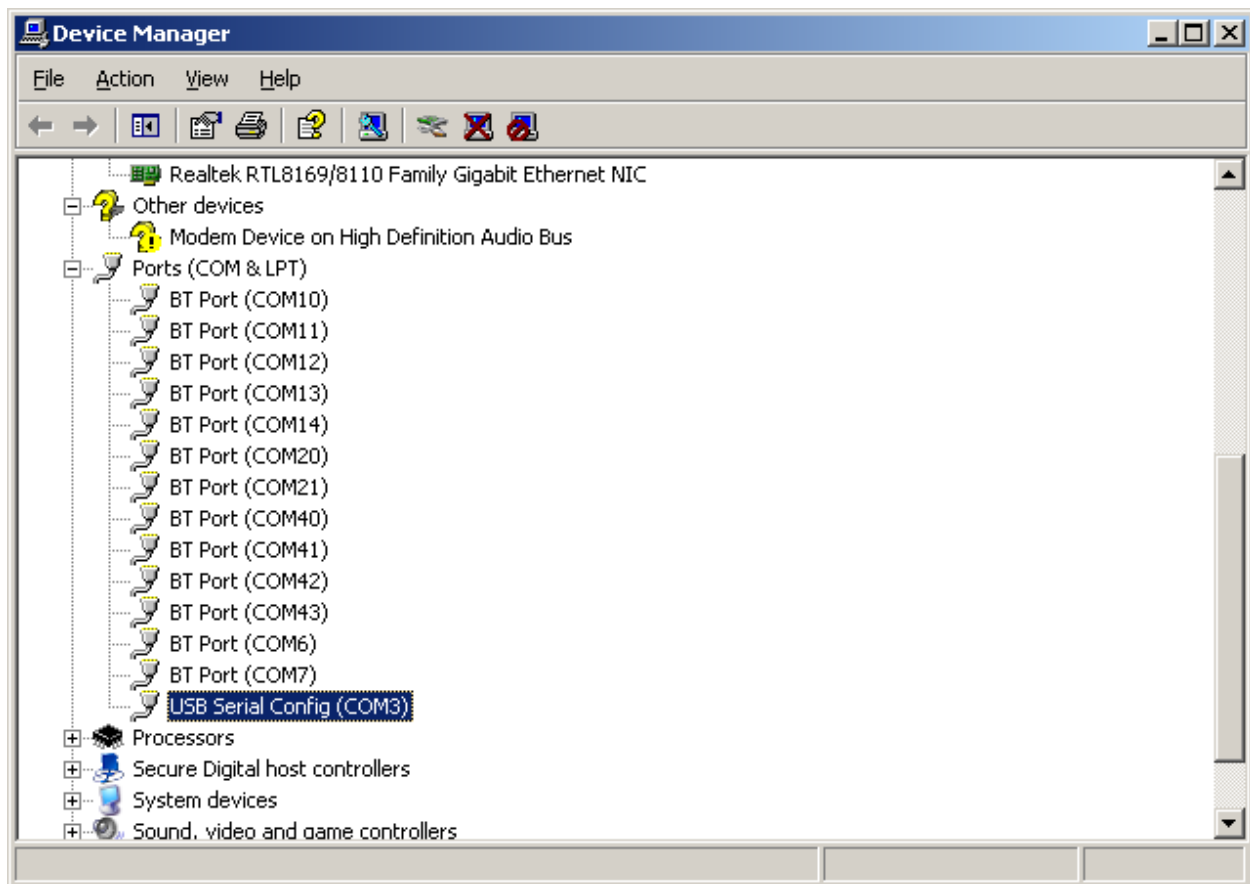 Device Manager
File Action View Help
Realtek RTL8169/8110 Family Gigabit Ethernet NIC
Other devices
Modem Device on High Definition Audio Bus
Ports (COM & LPT)
BT Port (COM10)
BT Port (COM11)
BT Port (COM12)
BT Port (COM13)
BT Port (COM14)
BT Port (COM20)
BT Port (COM21)
BT Port (COM40)
BT Port (COM41)
BT Port (COM42)
BT Port (COM43)
BT Port (COM6)
BT Port (COM7)
USB Serial Config (COM3)
Processors
Secure Digital host controllers
System devices
Sound, video and game controllers